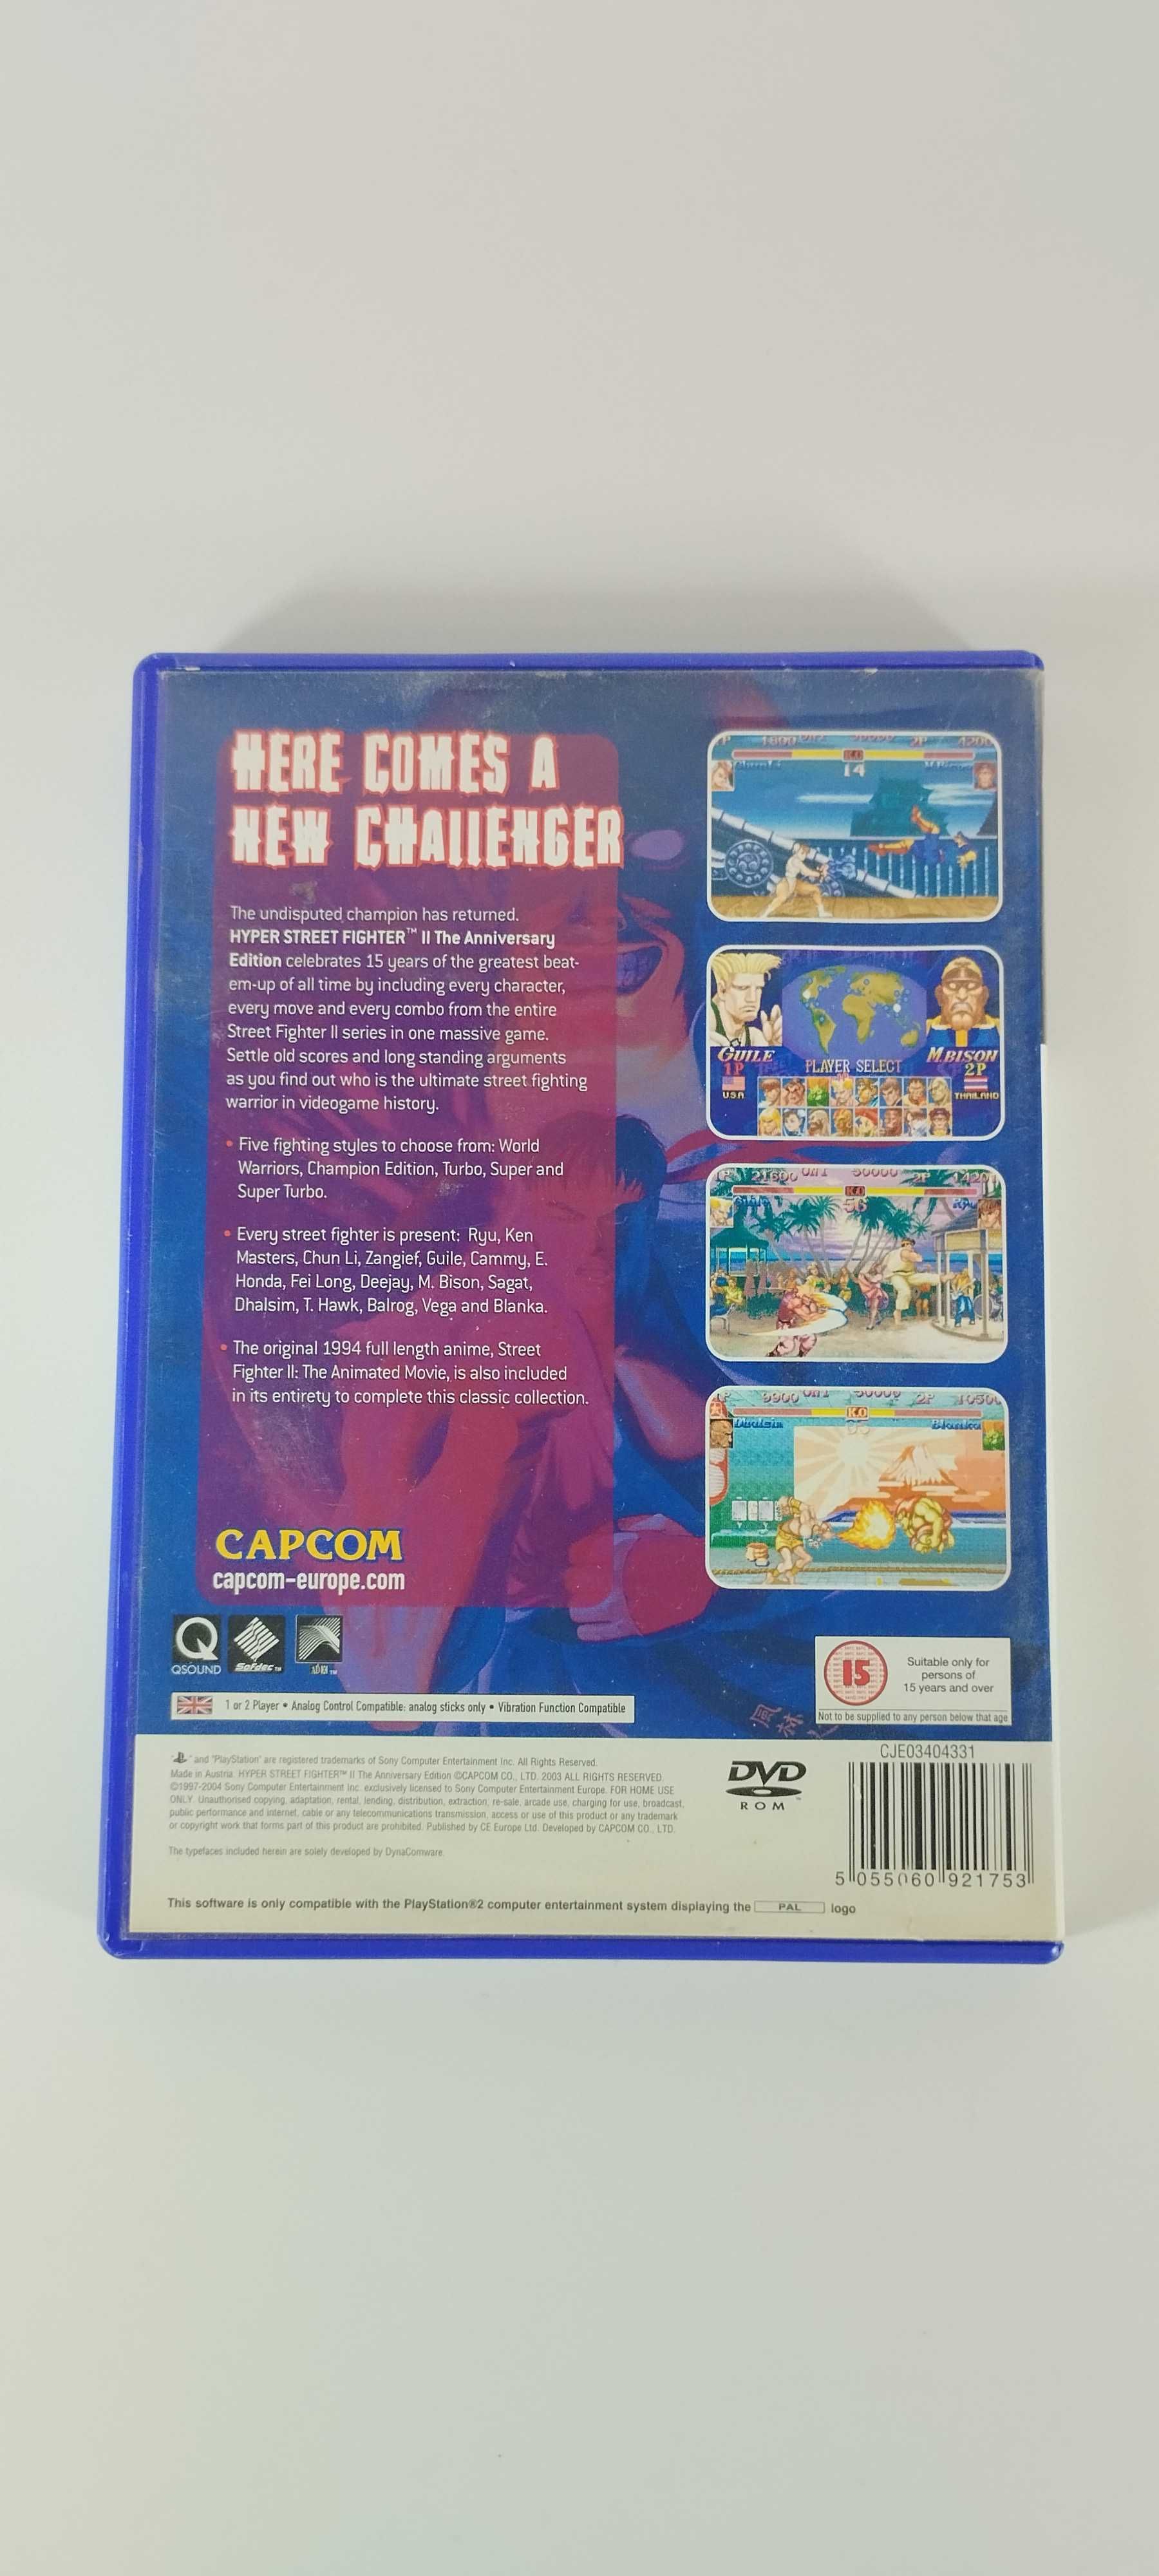 HERE COMES A
NEW CHALLENGER
The undisputed champion has returned.
HYPER STREET FIGHTER™ II The Anniversary
Edition celebrates 15 years of the greatest beat-
em-up of all time by including every character,
every move and every combo from the entire
Street Fighter II series in one massive game.
Settle old scores and long standing arguments
as you find out who is the ultimate street fighting
warrior in videogame history.
• Five fighting styles to choose from: World
Warriors, Champion Edition, Turbo, Super and
Super Turbo.
• Every street fighter is present: Ryu, Ken
Masters, Chun Li, Zangief, Guile, Cammy, E.
Honda, Fei Long, Deejay, M. Bison, Sagat,
Dhalsim, T. Hawk, Balrog, Vega and Blanka.
• The original 1994 full length anime, Street
Fighter II: The Animated Movie, is also included
in its entirety to complete this classic collection.
CAPCOM
capcom-europe.com
QSOUND Sofdec™
1 or 2 Player • Analog Control Compatible: analog sticks only • Vibration Function Compatible
2P
K.O
14
GUILE M.BISON
1P PLAYER SELECT 2P
U.S.A THAILAND
21600 50000 2P
K.O
56
9900 50000 2P
K.O
Dhalsim Blanka
15
Suitable only for
persons of
15 years and over
Not to be supplied to any person below that age
"PS" and "PlayStation" are registered trademarks of Sony Computer Entertainment Inc. All Rights Reserved.
Made in Austria. HYPER STREET FIGHTER™ II The Anniversary Edition ©CAPCOM CO., LTD. 2003 ALL RIGHTS RESERVED.
©1997-2004 Sony Computer Entertainment Inc. exclusively licensed to Sony Computer Entertainment Europe. FOR HOME USE
ONLY. Unauthorised copying, adaptation, rental, lending, distribution, extraction, re-sale, arcade use, charging for use, broadcast,
public performance and internet, cable or any telecommunications transmission, access or use of this product or any trademark
or copyright work that forms part of this product are prohibited. Published by CE Europe Ltd. Developed by CAPCOM CO., LTD.
The typefaces included herein are solely developed by DynaComware.
DVD
ROM
CJE03404331
5 055060 921753
This software is only compatible with the PlayStation®2 computer entertainment system displaying the PAL logo